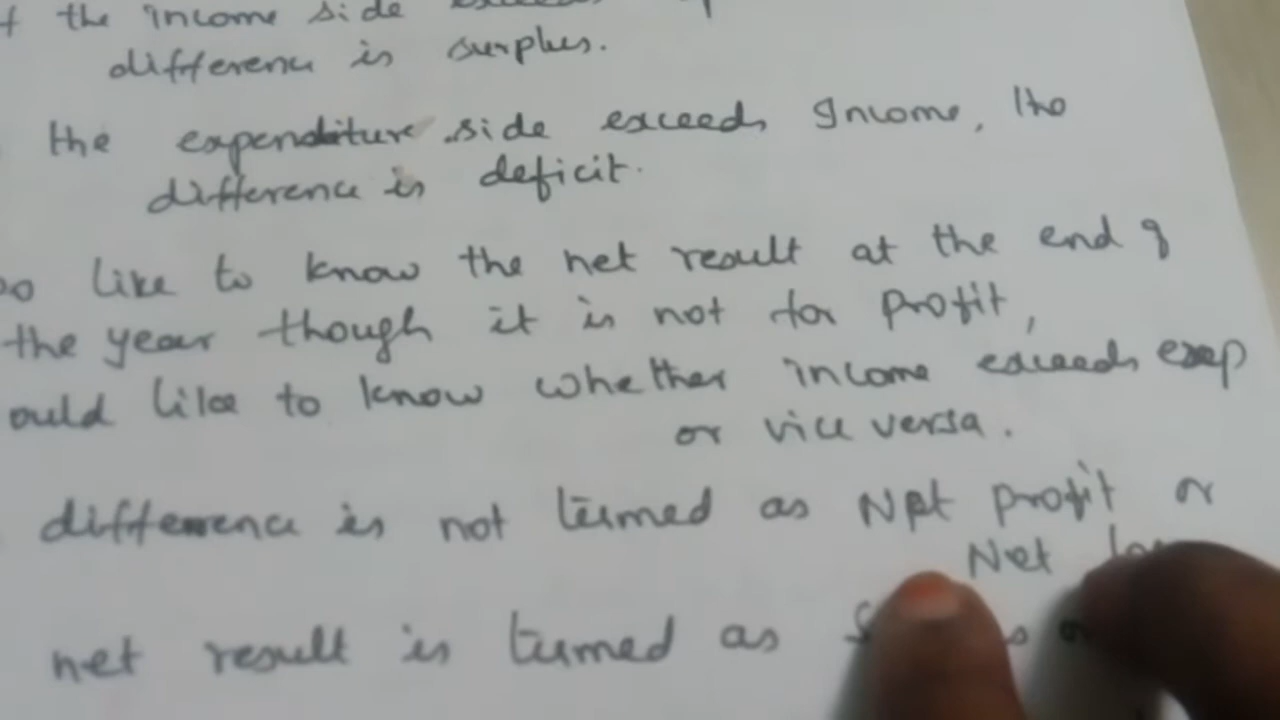 the income side
difference is surplus.
the expenditure side exceeds Income, the
difference is deficit.
like to know the net result at the end of
the year though it is not for profit,
ould like to know whether income exceeds exep
or vice versa.
difference is not termed as Net profit or
Net
net result is termed as